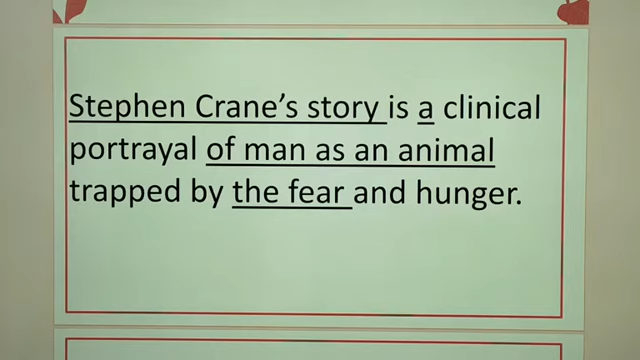 Stephen Crane's story is a clinical
portrayal of man as an animal
trapped by the fear and hunger.